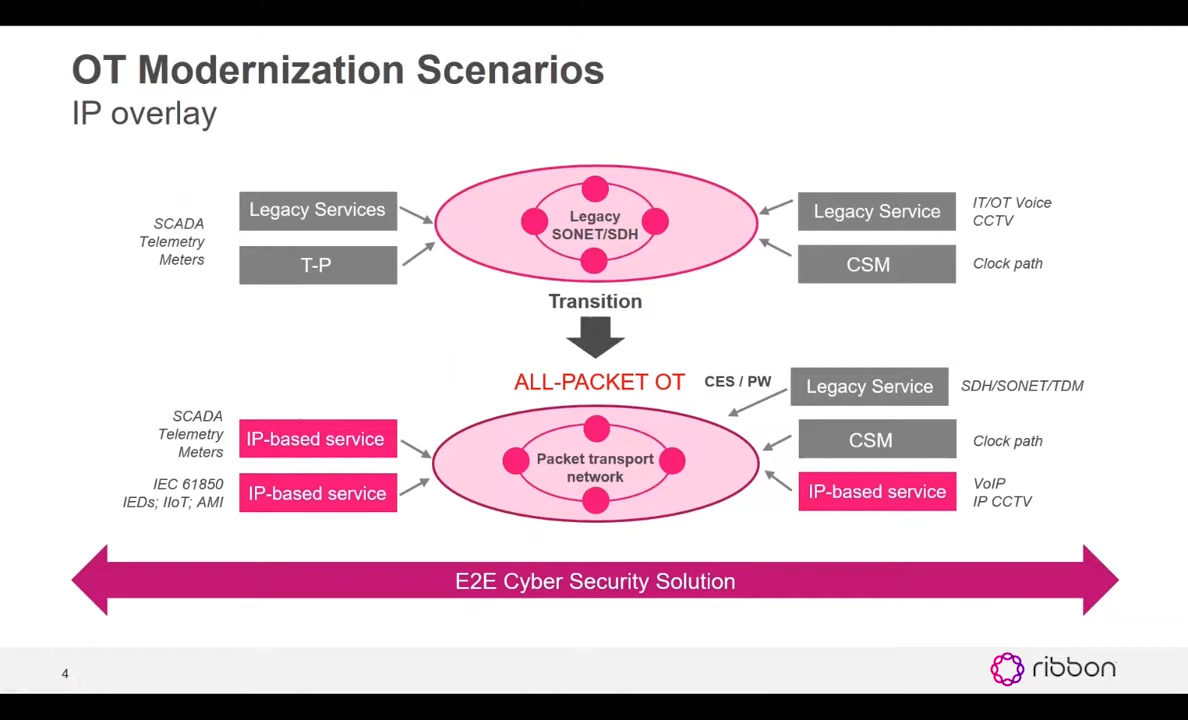 OT Modernization Scenarios
IP overlay
SCADA
Telemetry
Meters
Legacy Services
T-P
Legacy
SONET/SDH
Legacy Service
IT/OT Voice
CCTV
CSM
Clock path
Transition
ALL-PACKET OT
CES / PW
Legacy Service
SDH/SONET/TDM
SCADA
Telemetry
Meters
IP-based service
IEC 61850
IEDs; IIoT; AMI
IP-based service
Packet transport
network
CSM
Clock path
IP-based service
VoIP
IP CCTV
E2E Cyber Security Solution
4
ribbon